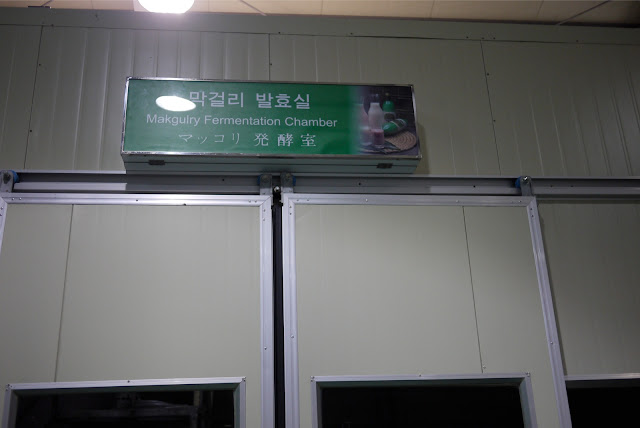 막걸리 발효실
Makgulry Fermentation Chamber
マッコリ 発酵室